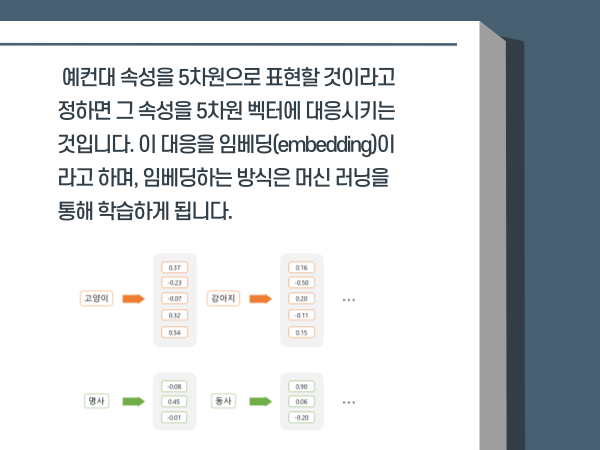 예컨대 속성을 5차원으로 표현할 것이라고
정하면 그 속성을 5차원 벡터에 대응시키는
것입니다. 이 대응을 임베딩(embedding)이
라고 하며, 임베딩하는 방식은 머신 러닝을
통해 학습하게 됩니다.
고양이
0.37
-0.23
-0.07
0.32
0.54
강아지
0.16
-0.50
0.20
-0.11
0.15
...
명사
-0.08
0.45
-0.01
동사
0.90
0.06
-0.20
...